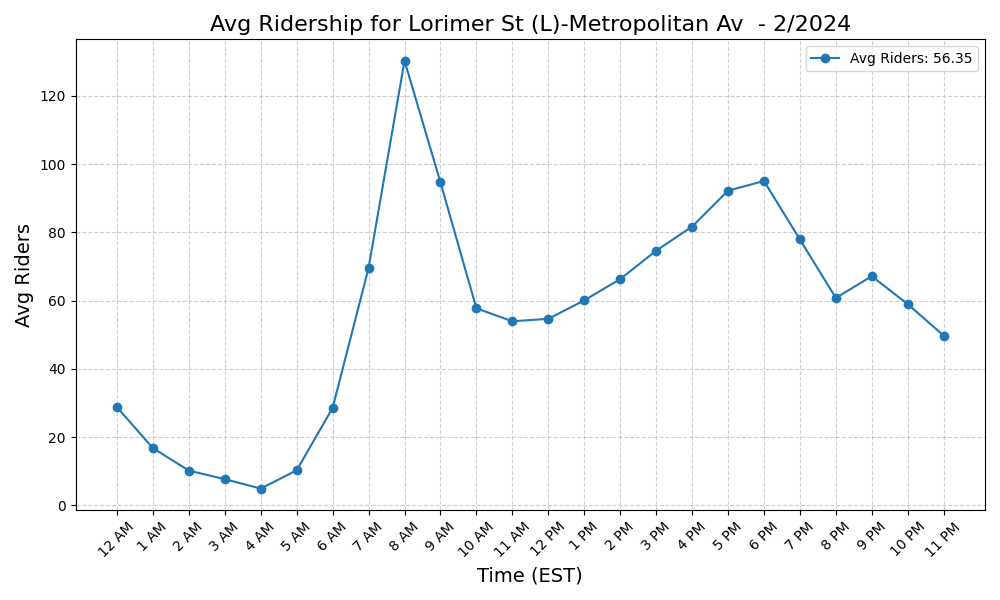 Avg Ridership for Lorimer St (L)-Metropolitan Av  - 2/2024
Avg Riders: 56.35
Avg Riders
120
100
80
60
40
20
0
12 AM
1 AM
2 AM
3 AM
4 AM
5 AM
6 AM
7 AM
8 AM
9 AM
10 AM
11 AM
12 PM
1 PM
2 PM
3 PM
4 PM
5 PM
6 PM
7 PM
8 PM
9 PM
10 PM
11 PM
Time (EST)